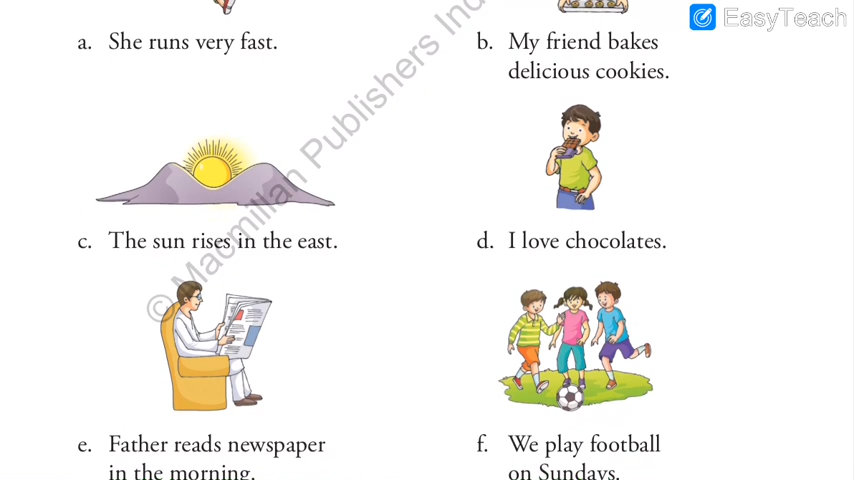 EasyTeach
a. She runs very fast.
b. My friend bakes
delicious cookies.
c. The sun rises in the east.
d. I love chocolates.
e. Father reads newspaper
in the morning.
f. We play football
on Sundays.
© Macmillan Publishers Ind